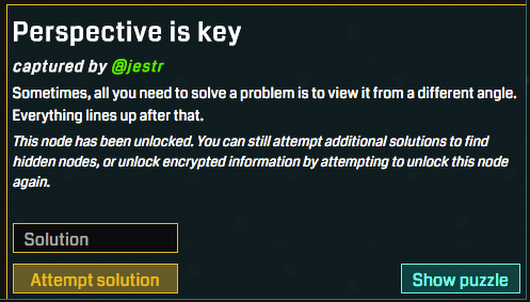 Perspective is key
captured by @jestr
Sometimes, all you need to solve a problem is to view it from a different angle.
Everything lines up after that.
This node has been unlocked. You can still attempt additional solutions to find
hidden nodes, or unlock encrypted information by attempting to unlock this node
again.
Solution
Attempt solution
Show puzzle